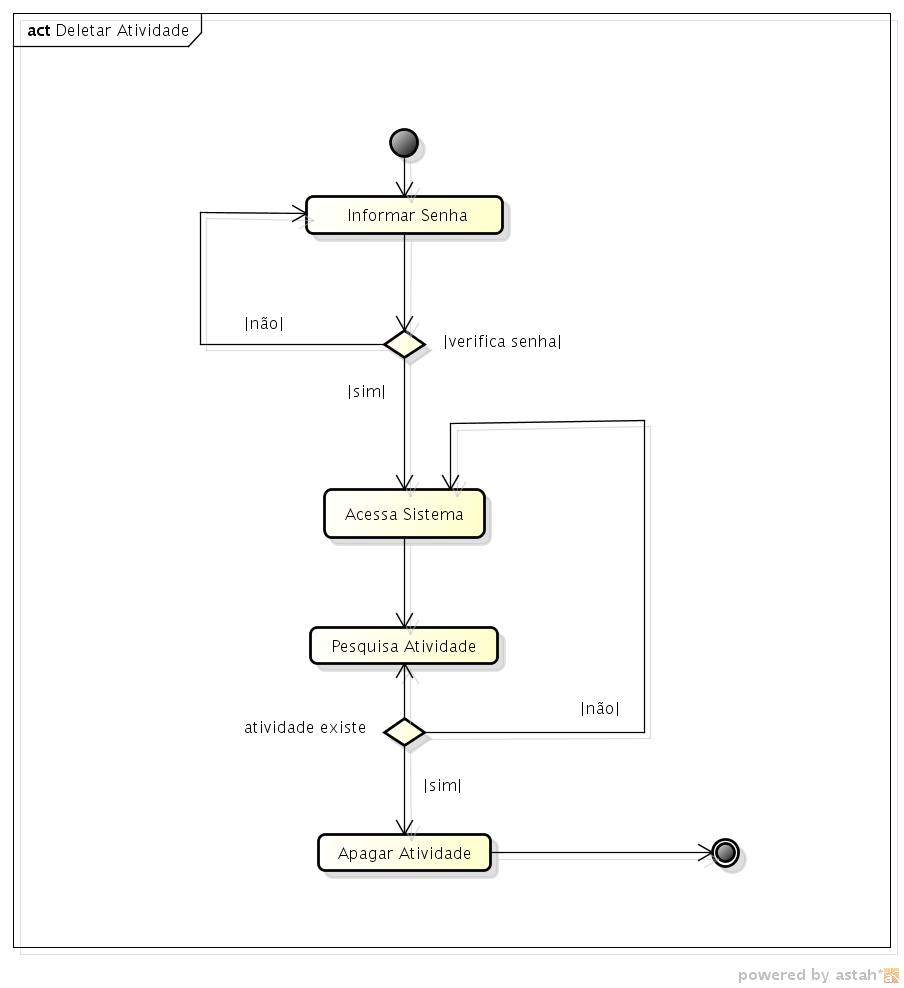 act Deletar Atividade
Informar Senha
|não|
|verifica senha|
|sim|
Acessa Sistema
Pesquisa Atividade
|não|
atividade existe
|sim|
Apagar Atividade
powered by astah*